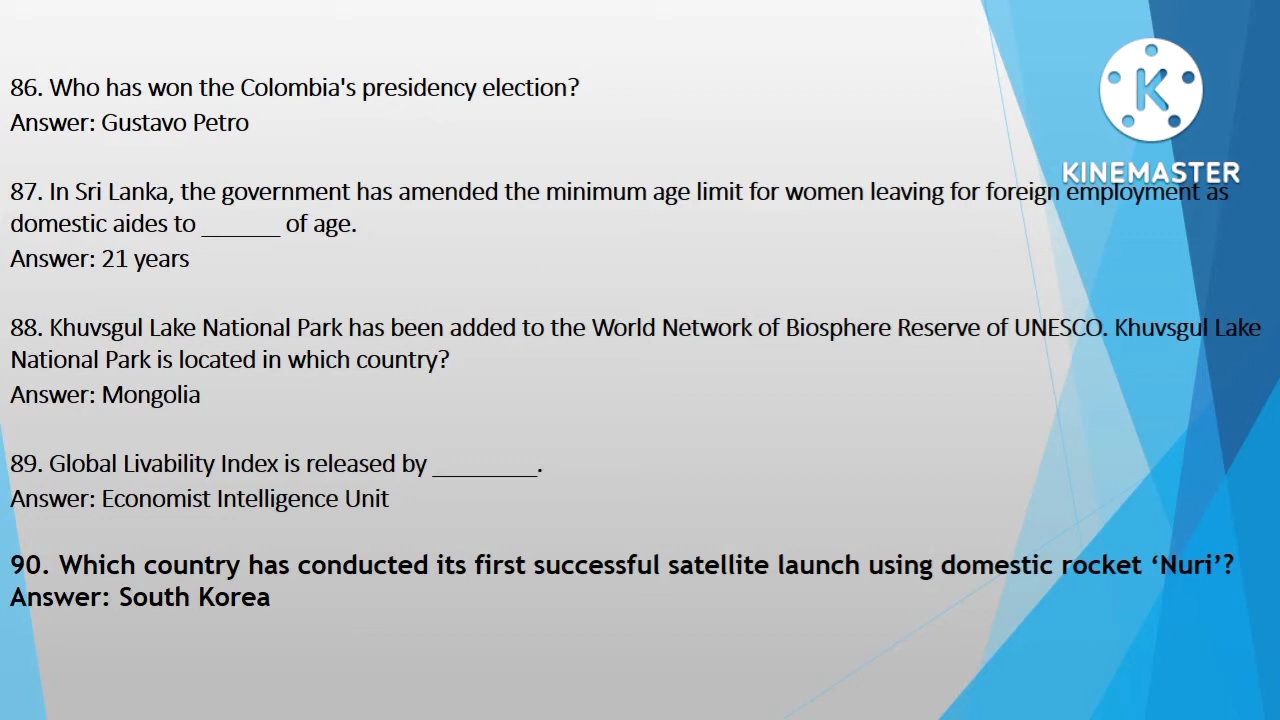 86. Who has won the Colombia's presidency election?
Answer: Gustavo Petro
87. In Sri Lanka, the government has amended the minimum age limit for women leaving for foreign employment as
domestic aides to ______ of age.
Answer: 21 years
88. Khuvsgul Lake National Park has been added to the World Network of Biosphere Reserve of UNESCO. Khuvsgul Lake
National Park is located in which country?
Answer: Mongolia
89. Global Livability Index is released by ________.
Answer: Economist Intelligence Unit
90. Which country has conducted its first successful satellite launch using domestic rocket ‘Nuri’?
Answer: South Korea
K
KINEMASTER